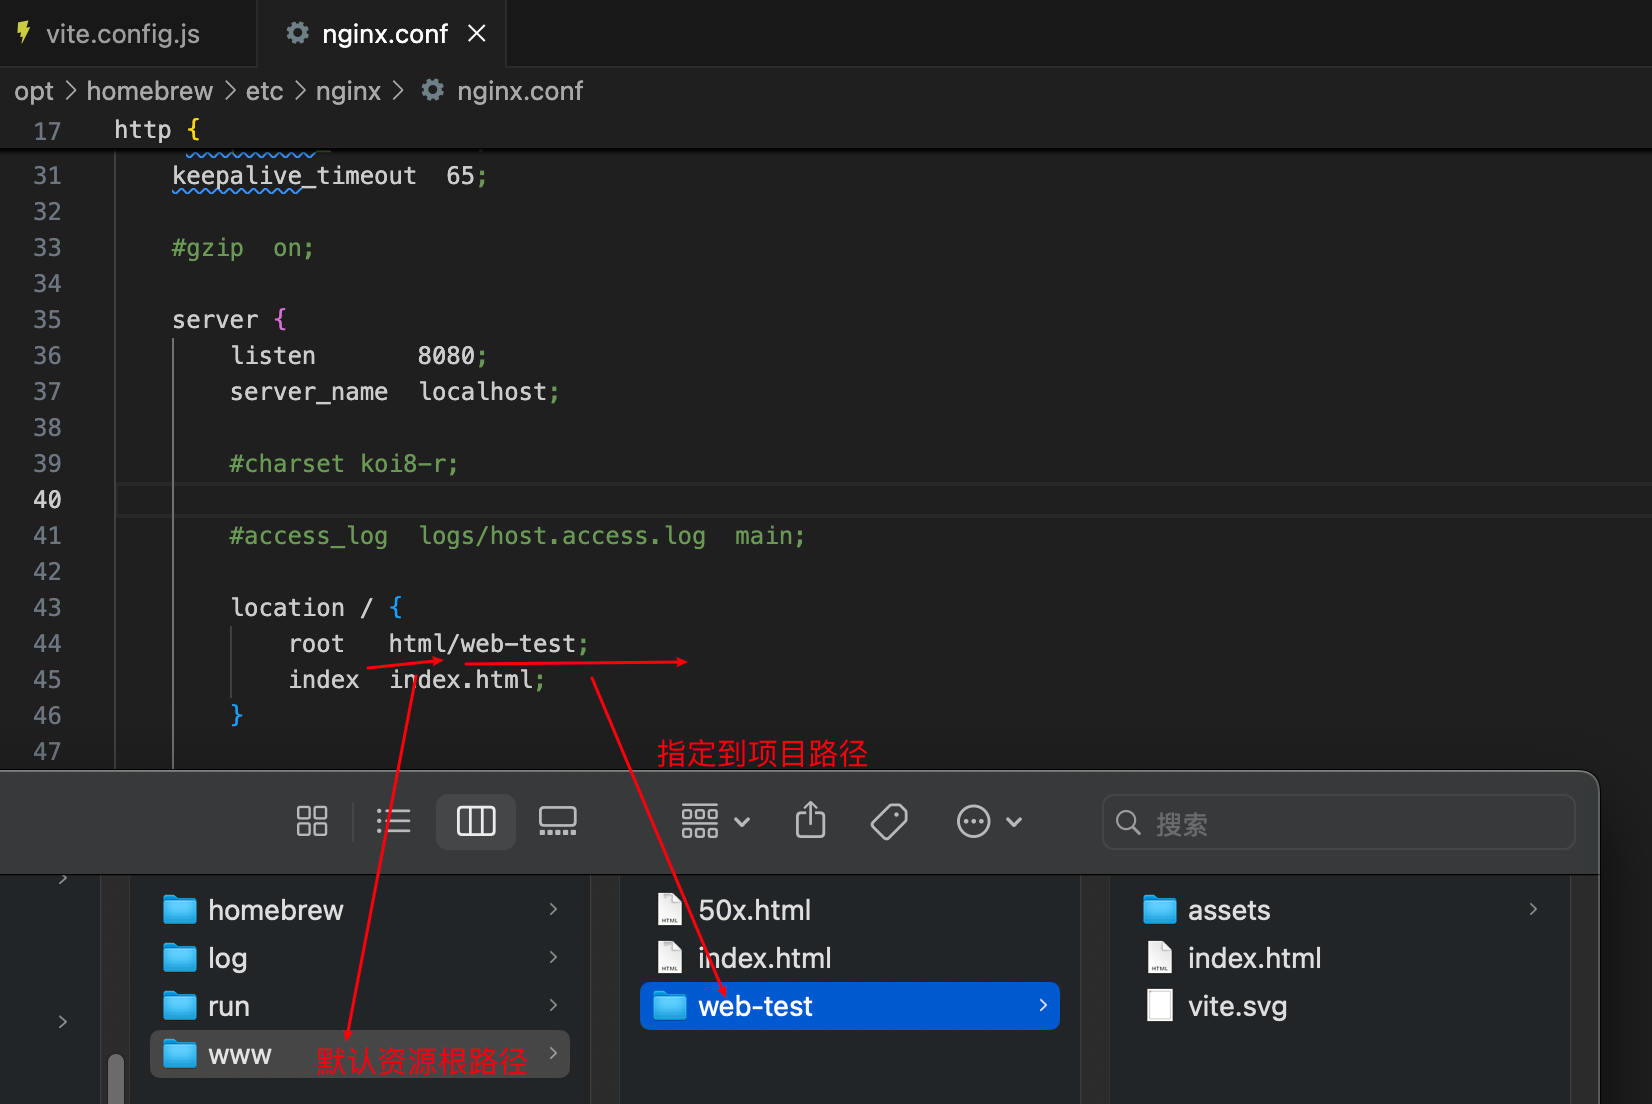 vite.config.js
nginx.conf
opt > homebrew > etc > nginx > nginx.conf
17 http {
31 keepalive_timeout 65;
32
33 #gzip on;
34
35 server {
36 listen 8080;
37 server_name localhost;
38
39 #charset koi8-r;
40
41 #access_log logs/host.access.log main;
42
43 location / {
44 root html/web-test;
45 index index.html;
46 }
47
指定到项目路径
搜索
homebrew
log
run
www
默认资源根路径
50x.html
index.html
web-test
assets
index.html
vite.svg